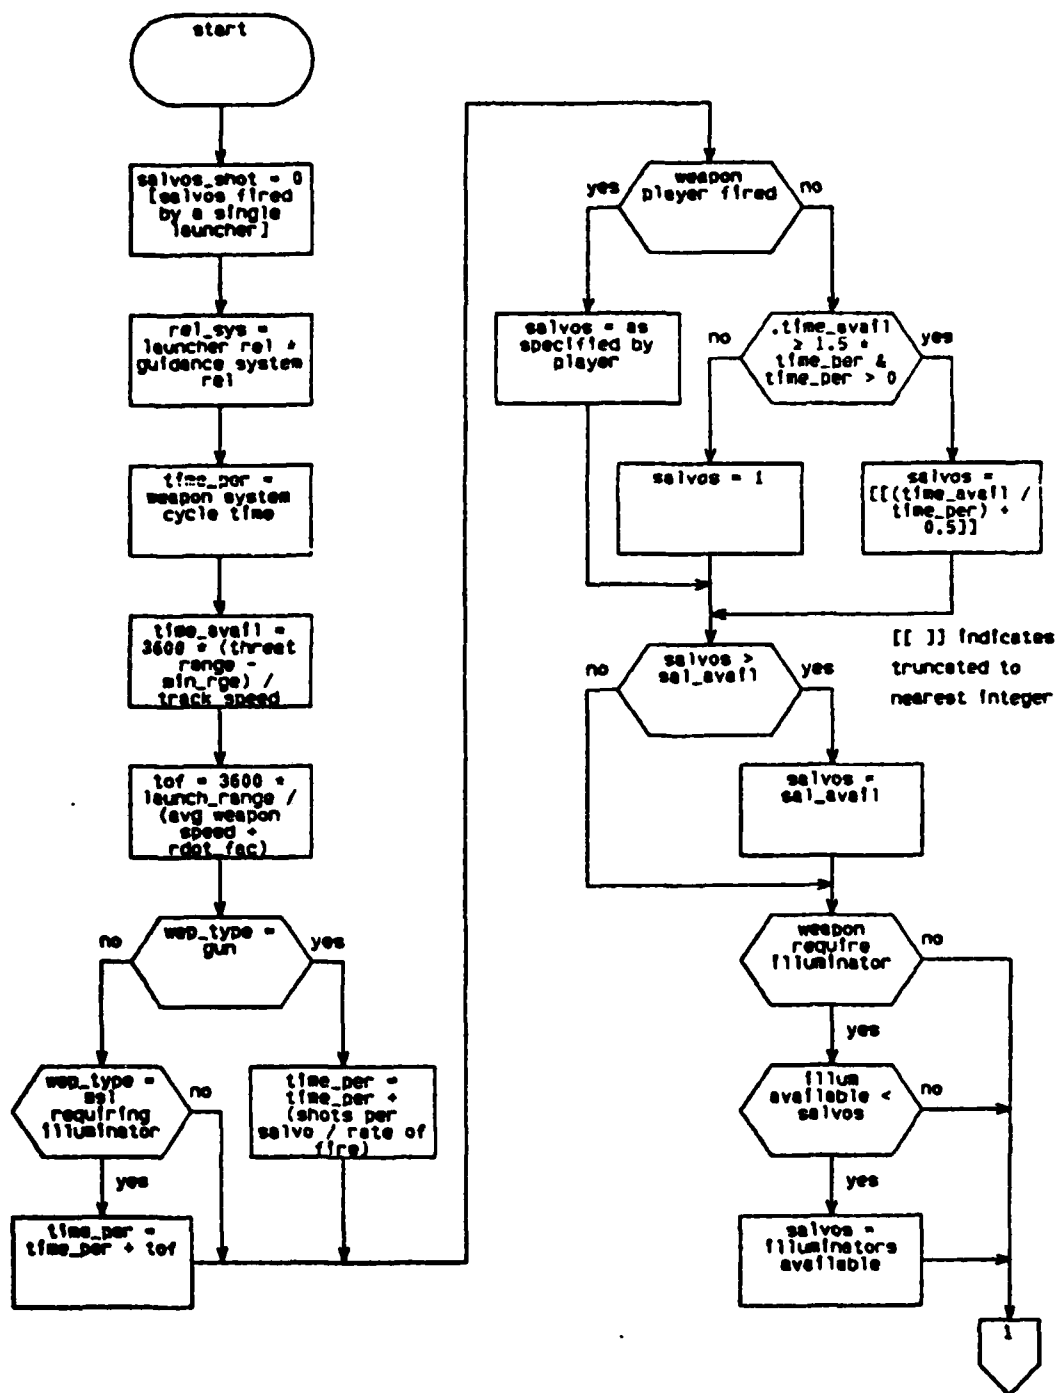 start
salvos_shot = 0
[salvos fired
by a single
launcher]
rel_sys =
launcher rel *
guidance system
rel
time_per =
weapon system
cycle time
time_avail =
3600 * (threat
range -
min_rge) /
track_speed
tof = 3600 *
launch_range /
(avg weapon
speed +
rdot_fac)
wep_type =
gun
no
yes
wep_type =
msl
requiring
illuminator
no
yes
time_per =
time_per +
(shots per
salvo / rate of
fire)
time_per =
time_per + tof
weapon
player fired
yes
no
salvos = as
specified by
player
.time_avail
≥ 1.5 *
time_per &
time_per > 0
no
yes
salvos = 1
salvos =
[[(time_avail /
time_per) +
0.5]]
[[ ]] indicates
truncated to
nearest integer
salvos >
sal_avail
no
yes
salvos =
sal_avail
weapon
require
illuminator
no
yes
illum
available <
salvos
no
yes
salvos =
illuminators
available
1